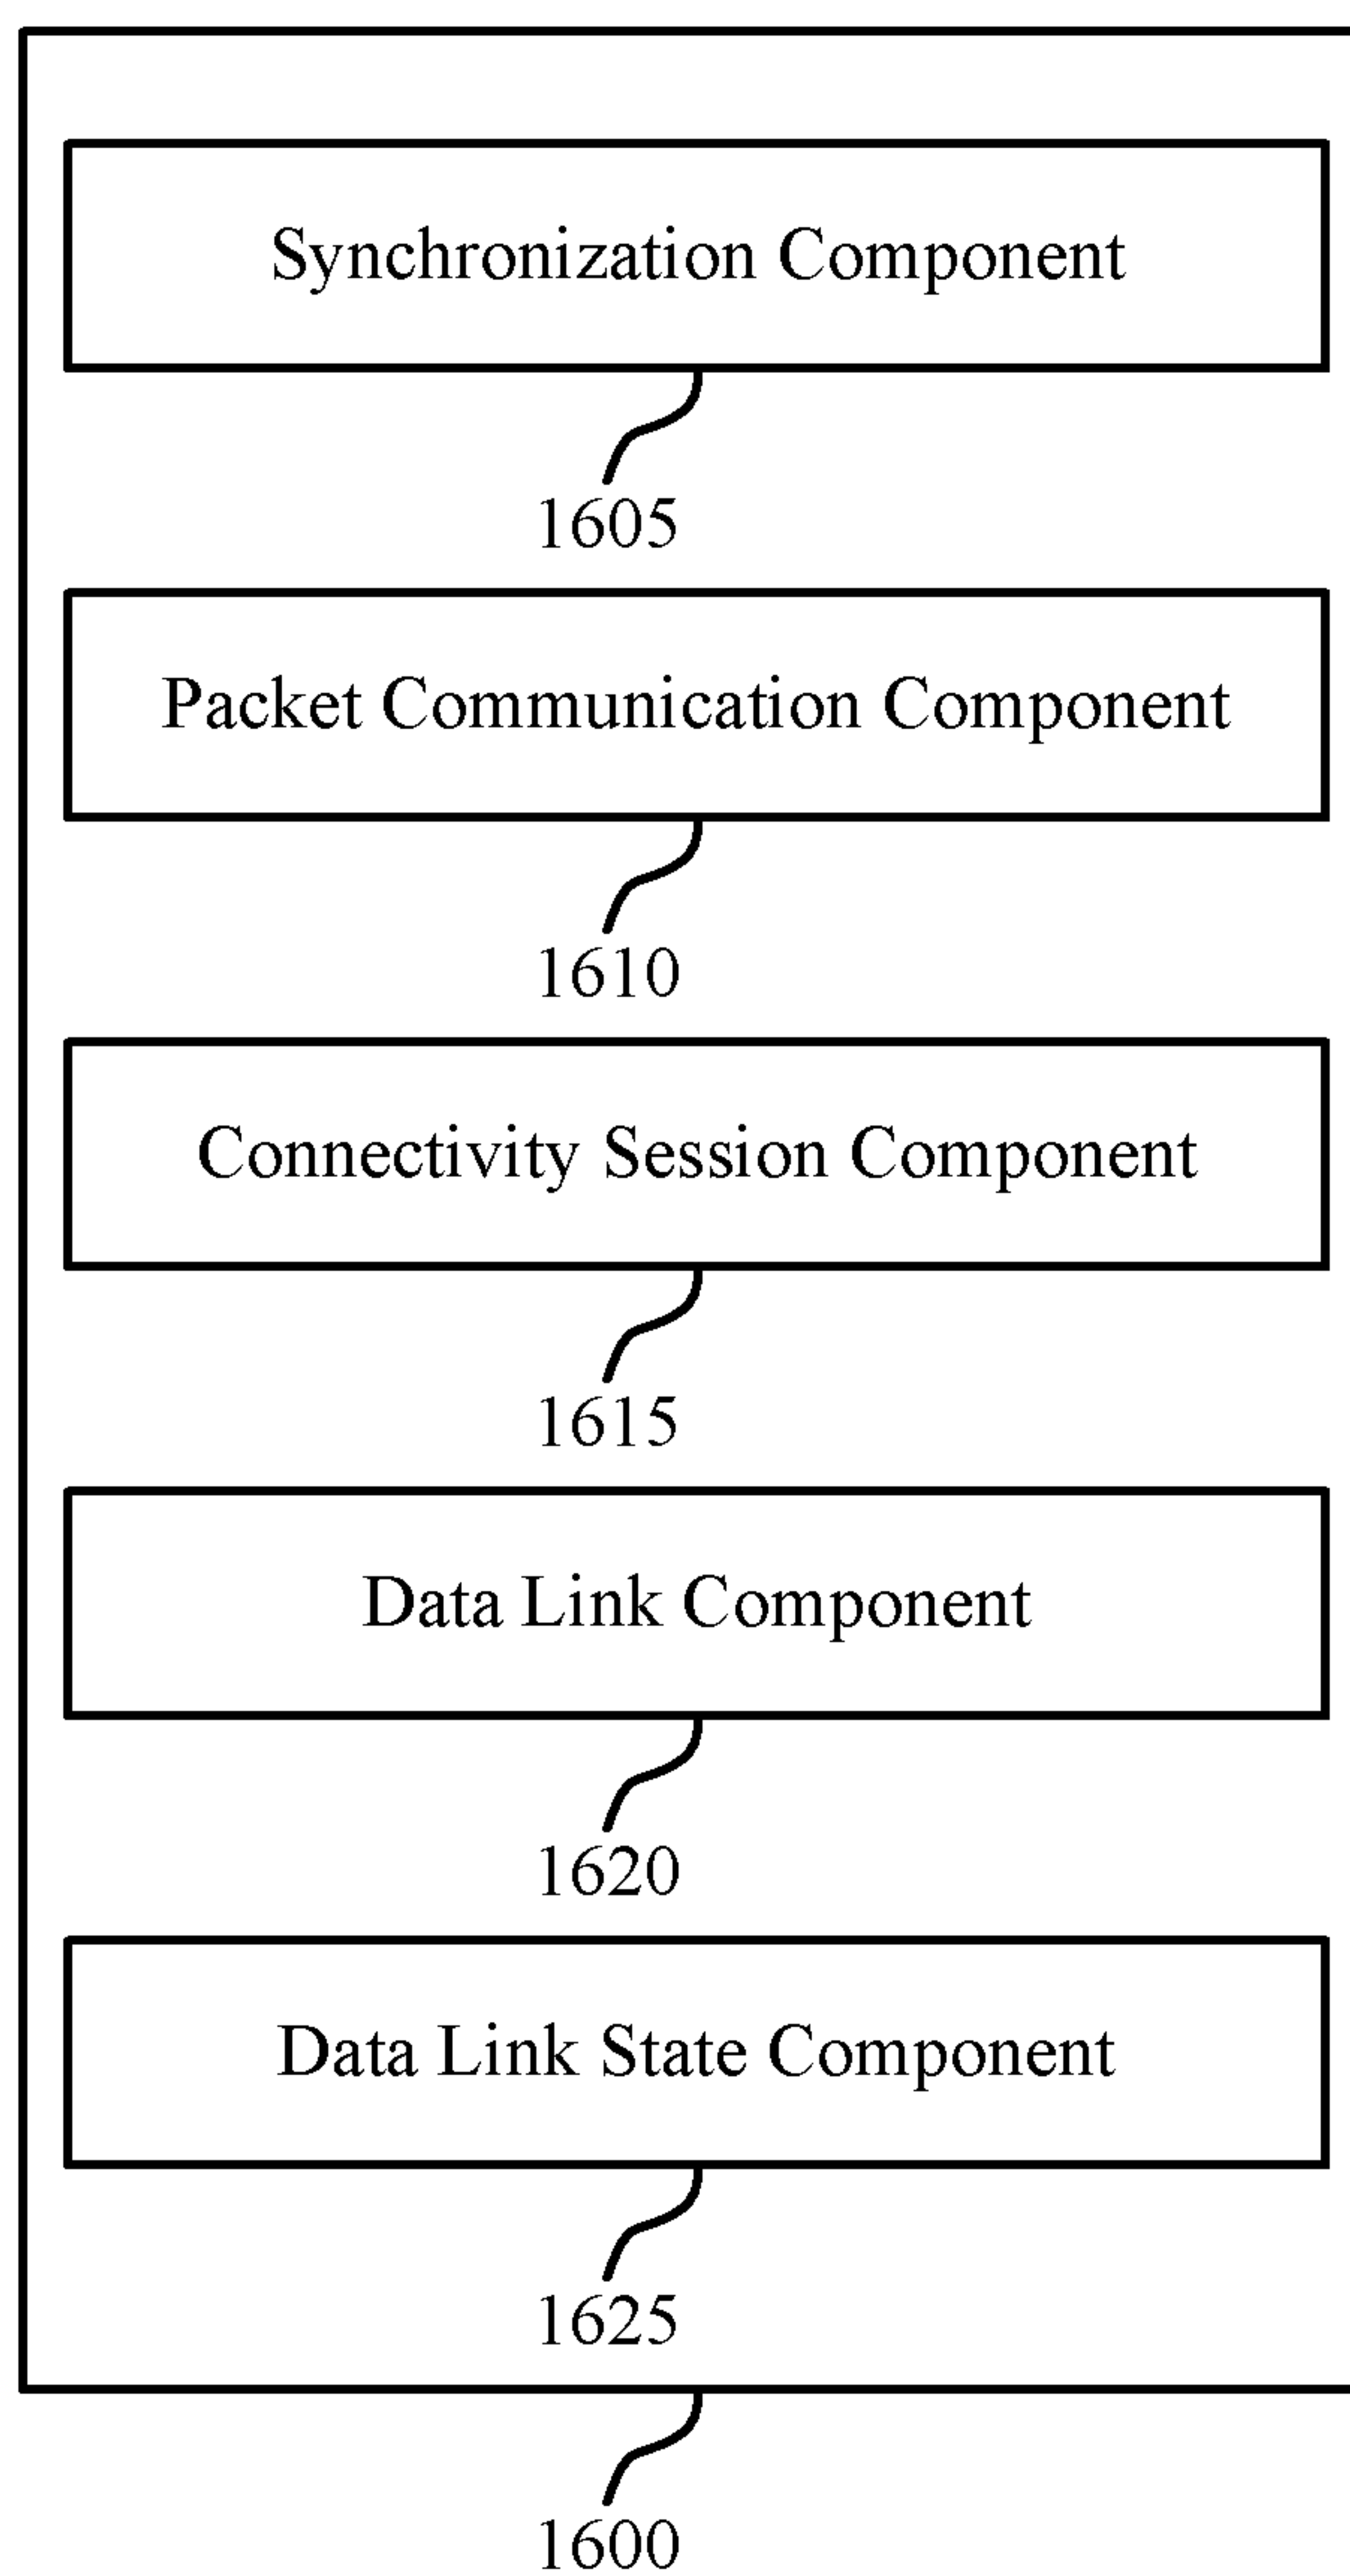 Synchronization Component
1605
Packet Communication Component
1610
Connectivity Session Component
1615
Data Link Component
1620
Data Link State Component
1625
1600